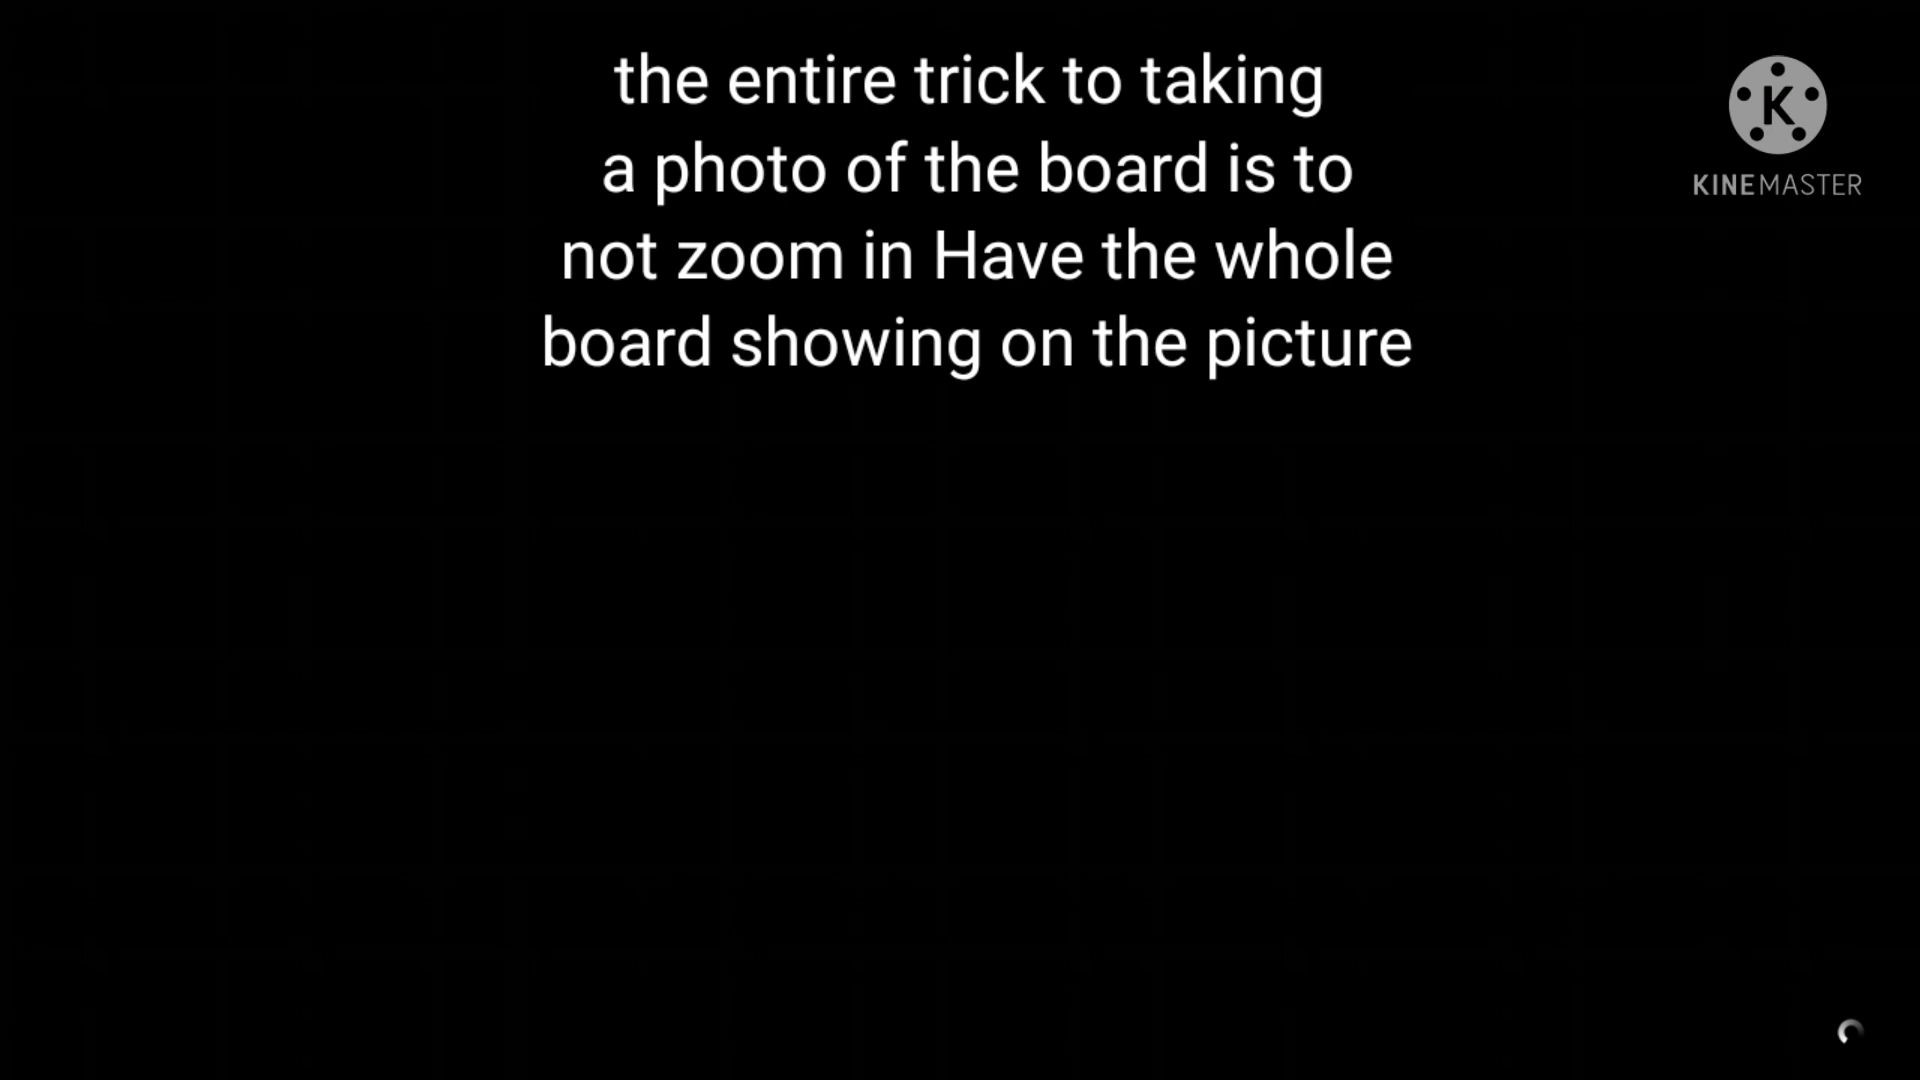 the entire trick to taking
a photo of the board is to
not zoom in Have the whole
board showing on the picture
K
KINEMASTER